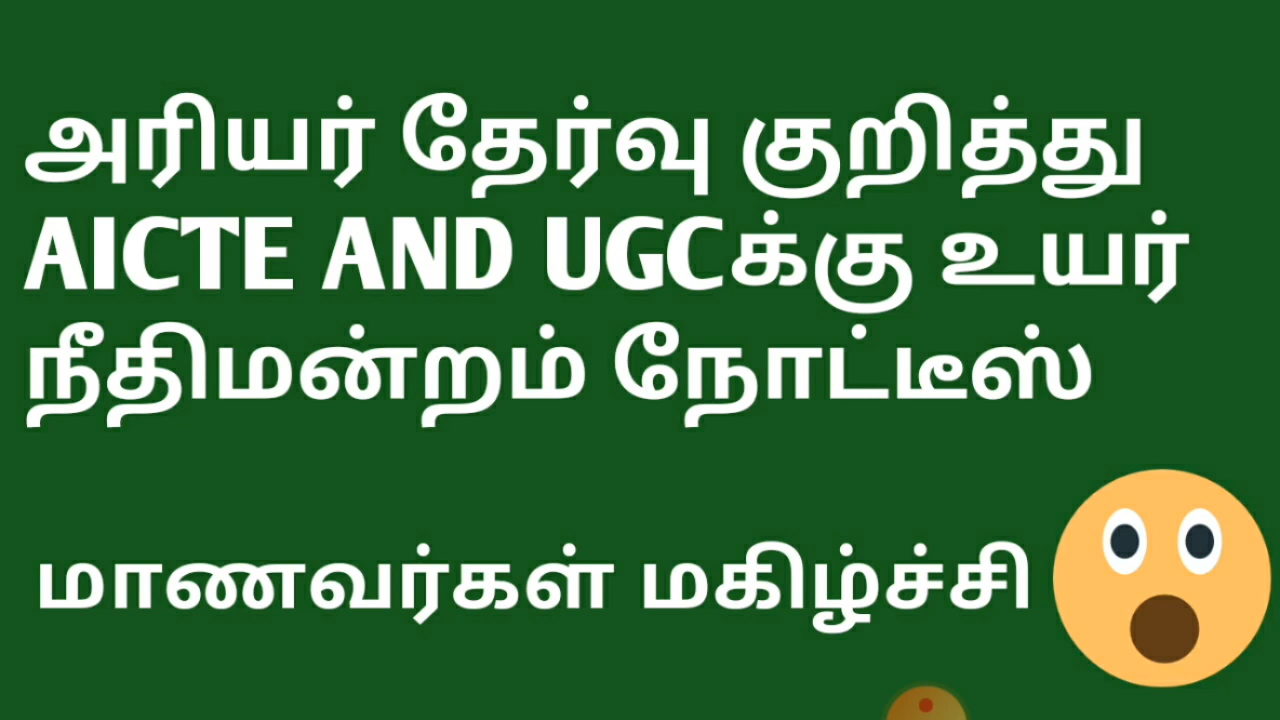 அரியர் தேர்வு குறித்து
AICTE AND UGCக்கு உயர்
நீதிமன்றம் நோட்டீஸ்
மாணவர்கள் மகிழ்ச்சி